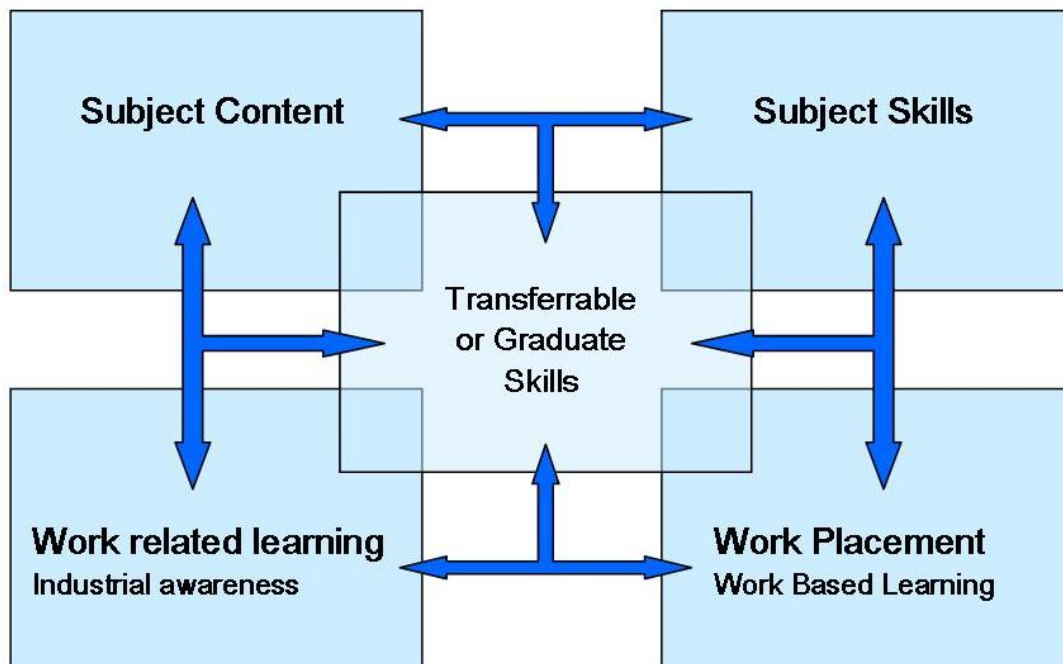 Subject Content
Subject Skills
Transferrable
or Graduate
Skills
Work related learning
Industrial awareness
Work Placement
Work Based Learning